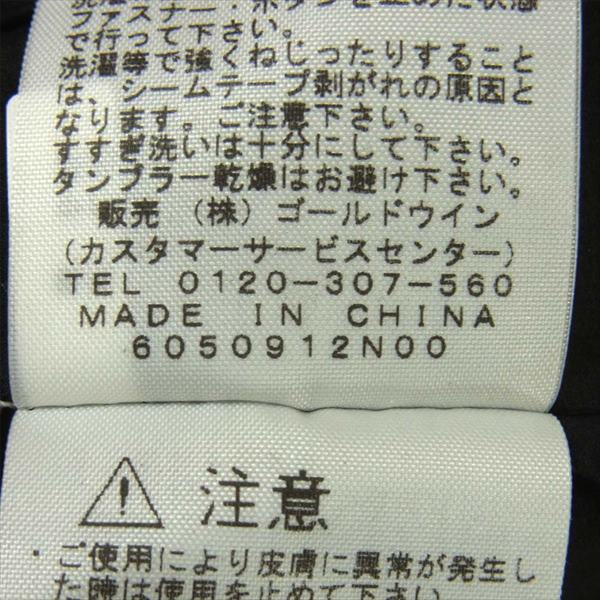 ファスナー・ボタンを止めた状態
で行って下さい。
洗濯等で強くねじったりすること
は、シームテープ剥がれの原因と
なります。ご注意下さい。
すすぎ洗いは十分にして下さい。
タンブラー乾燥はお避け下さい。
販売 (株) ゴールドウイン
(カスタマーサービスセンター)
TEL 0120-307-560
MADE IN CHINA
6050912N00
注意
・ご使用により皮膚に異常が発生し
た時は使用を止めて下さい